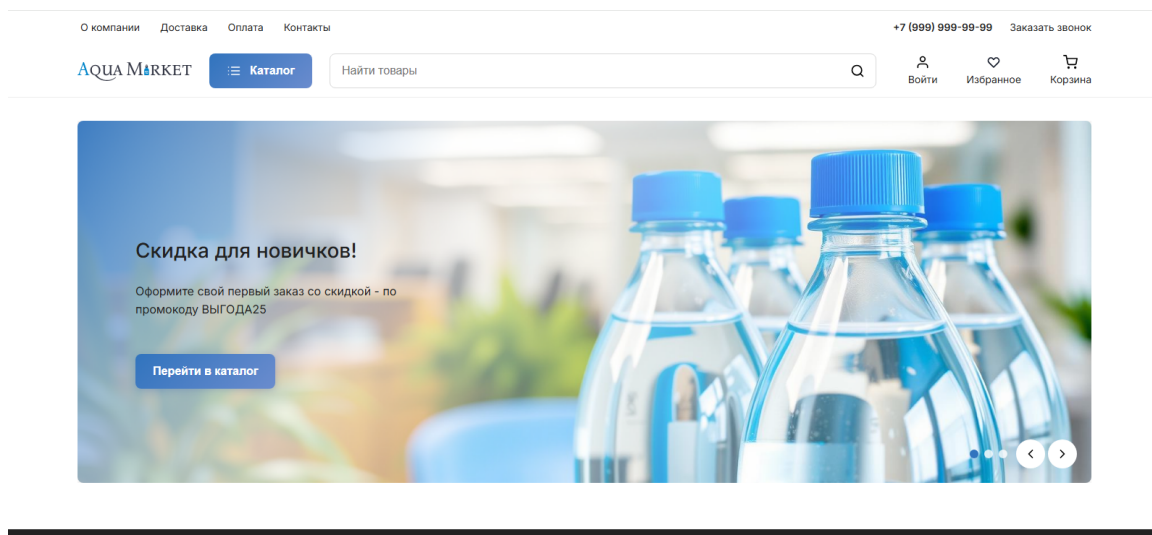 О компании Доставка Оплата Контакты +7 (999) 999-99-99 Заказать звонок
AQUA MARKET Каталог Найти товары Войти Избранное Корзина
Скидка для новичков!
Оформите свой первый заказ со скидкой - по
промокоду ВЫГОДА25
Перейти в каталог